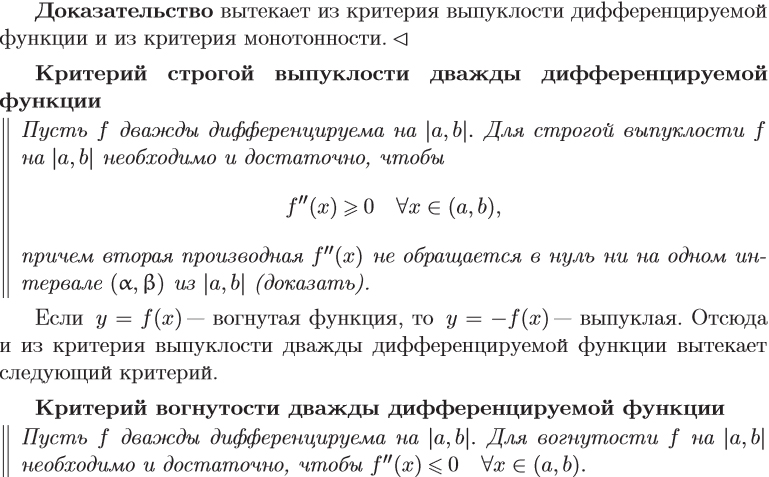 Доказательство вытекает из критерия выпуклости дифференцируемой
функции и из критерия монотонности. ◁
Критерий строгой выпуклости дважды дифференцируемой
функции
Пусть f дважды дифференцируема на |a, b|. Для строгой выпуклости f
на |a, b| необходимо и достаточно, чтобы
f″(x) ⩾ 0 ∀x ∈ (a, b),
причем вторая производная f″(x) не обращается в нуль ни на одном ин-
тервале (α, β) из |a, b| (доказать).
Если y = f(x) — вогнутая функция, то y = −f(x) — выпуклая. Отсюда
и из критерия выпуклости дважды дифференцируемой функции вытекает
следующий критерий.
Критерий вогнутости дважды дифференцируемой функции
Пусть f дважды дифференцируема на |a, b|. Для вогнутости f на |a, b|
необходимо и достаточно, чтобы f″(x) ⩽ 0 ∀x ∈ (a, b).